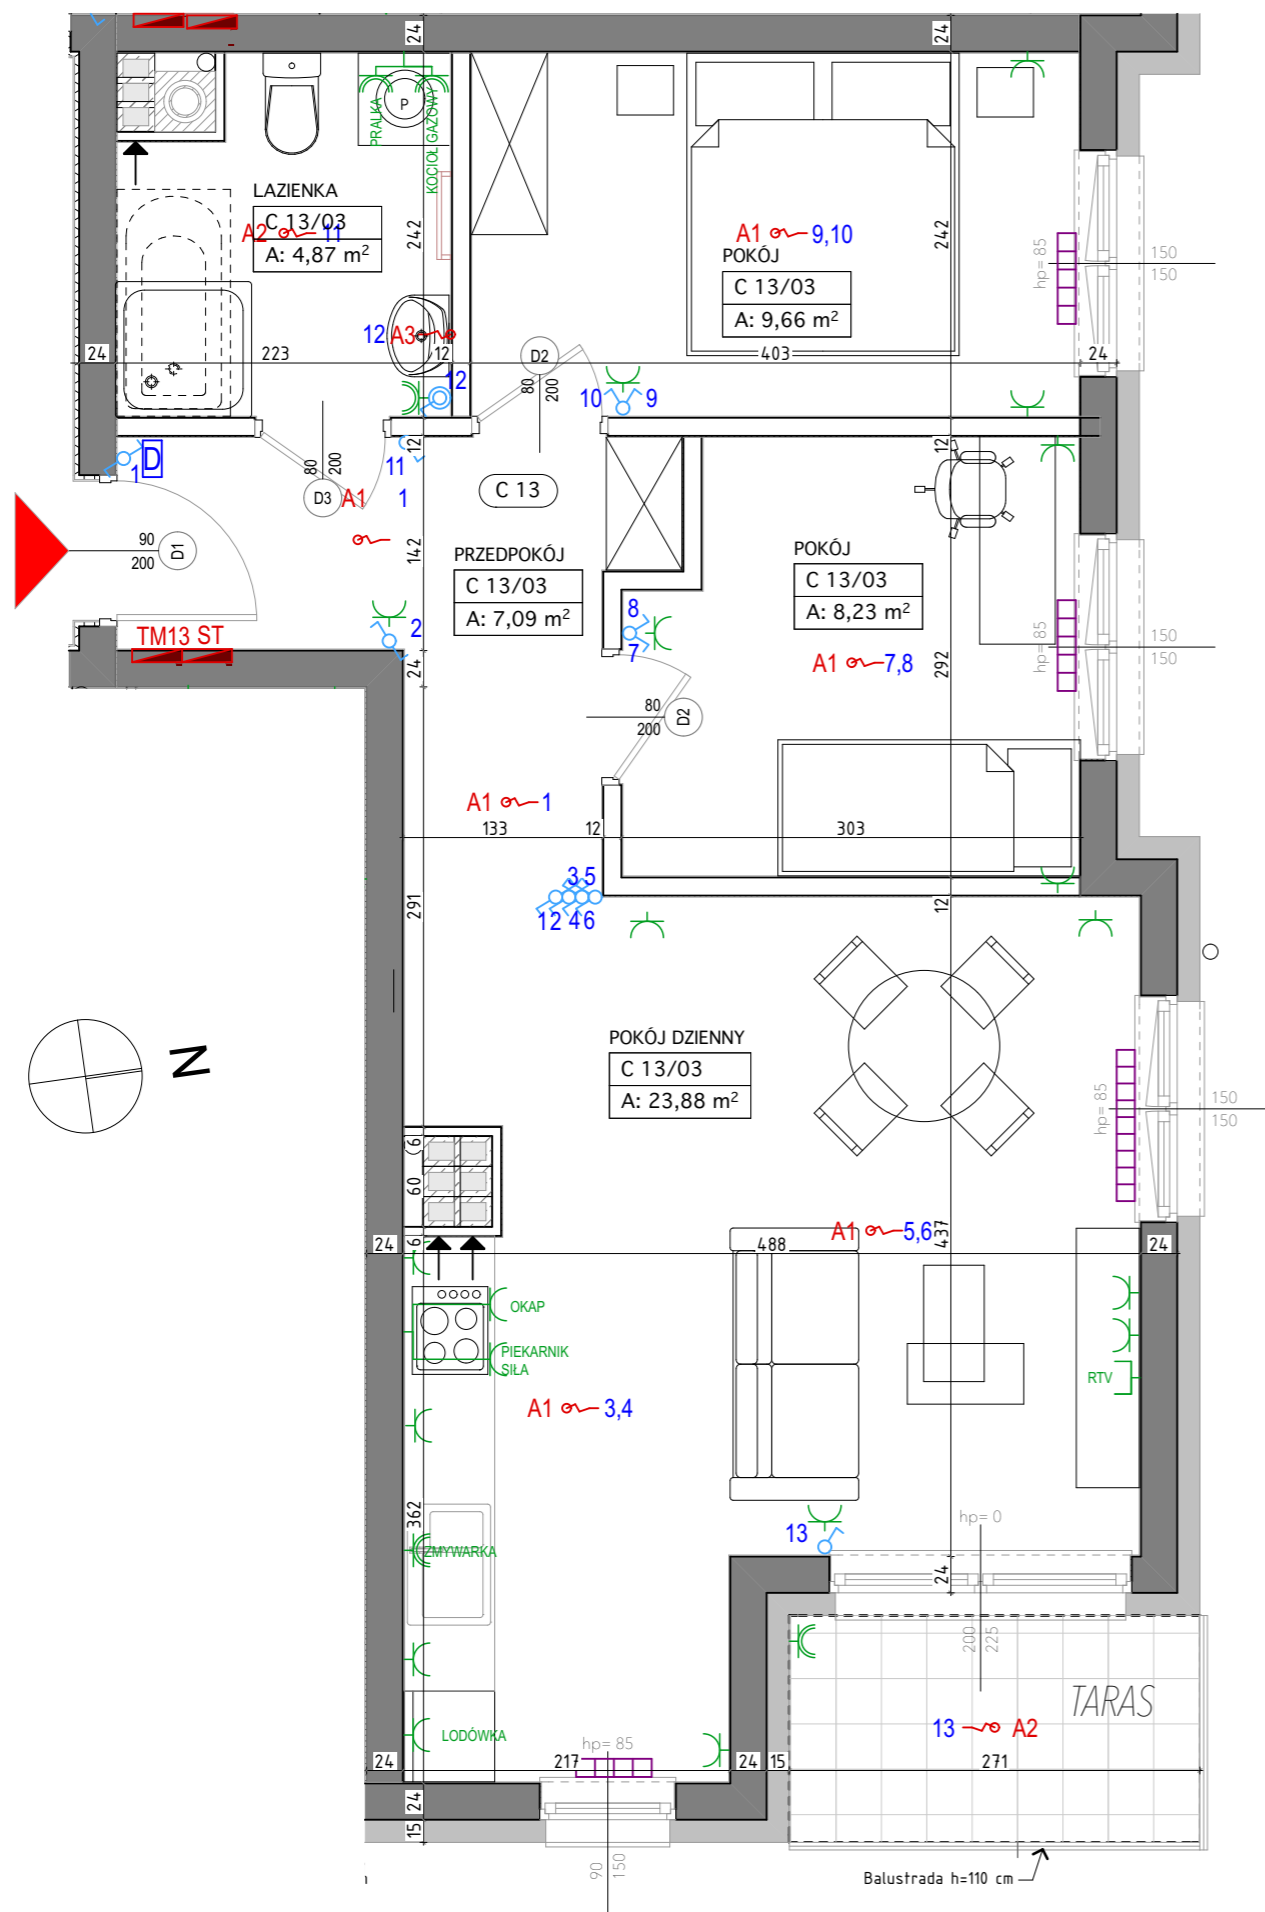 24
24
PRALKA
KOCIOŁ GAZOWY
P
LAZIENKA
C 13/03
A: 4,87 m²
A2
11
242
A1
9,10
242
POKÓJ
C 13/03
A: 9,66 m²
hp= 85
150
150
12
A3
24
223
12
D2
403
24
80
200
12
10
9
1
D
80
200
11
12
12
D3
A1
1
C 13
90
200
D1
142
PRZEDPOKÓJ
C 13/03
A: 7,09 m²
POKÓJ
C 13/03
A: 8,23 m²
8
7
2
TM13 ST
24
A1
7,8
292
hp= 85
150
150
80
200
D2
A1
1
133
12
303
3,5
12 4 6
291
12
N
POKÓJ DZIENNY
C 13/03
A: 23,88 m²
hp= 85
150
150
(6)
60
6
A1
5,6
437
24
488
24
OKAP
PIEKARNIK
SIŁA
RTV
A1
3,4
362
ZMYWARKA
13
hp= 0
24
200
225
LODÓWKA
TARAS
13
A2
hp= 85
24
217
24
15
271
24
15
90
150
Balustrada h=110 cm